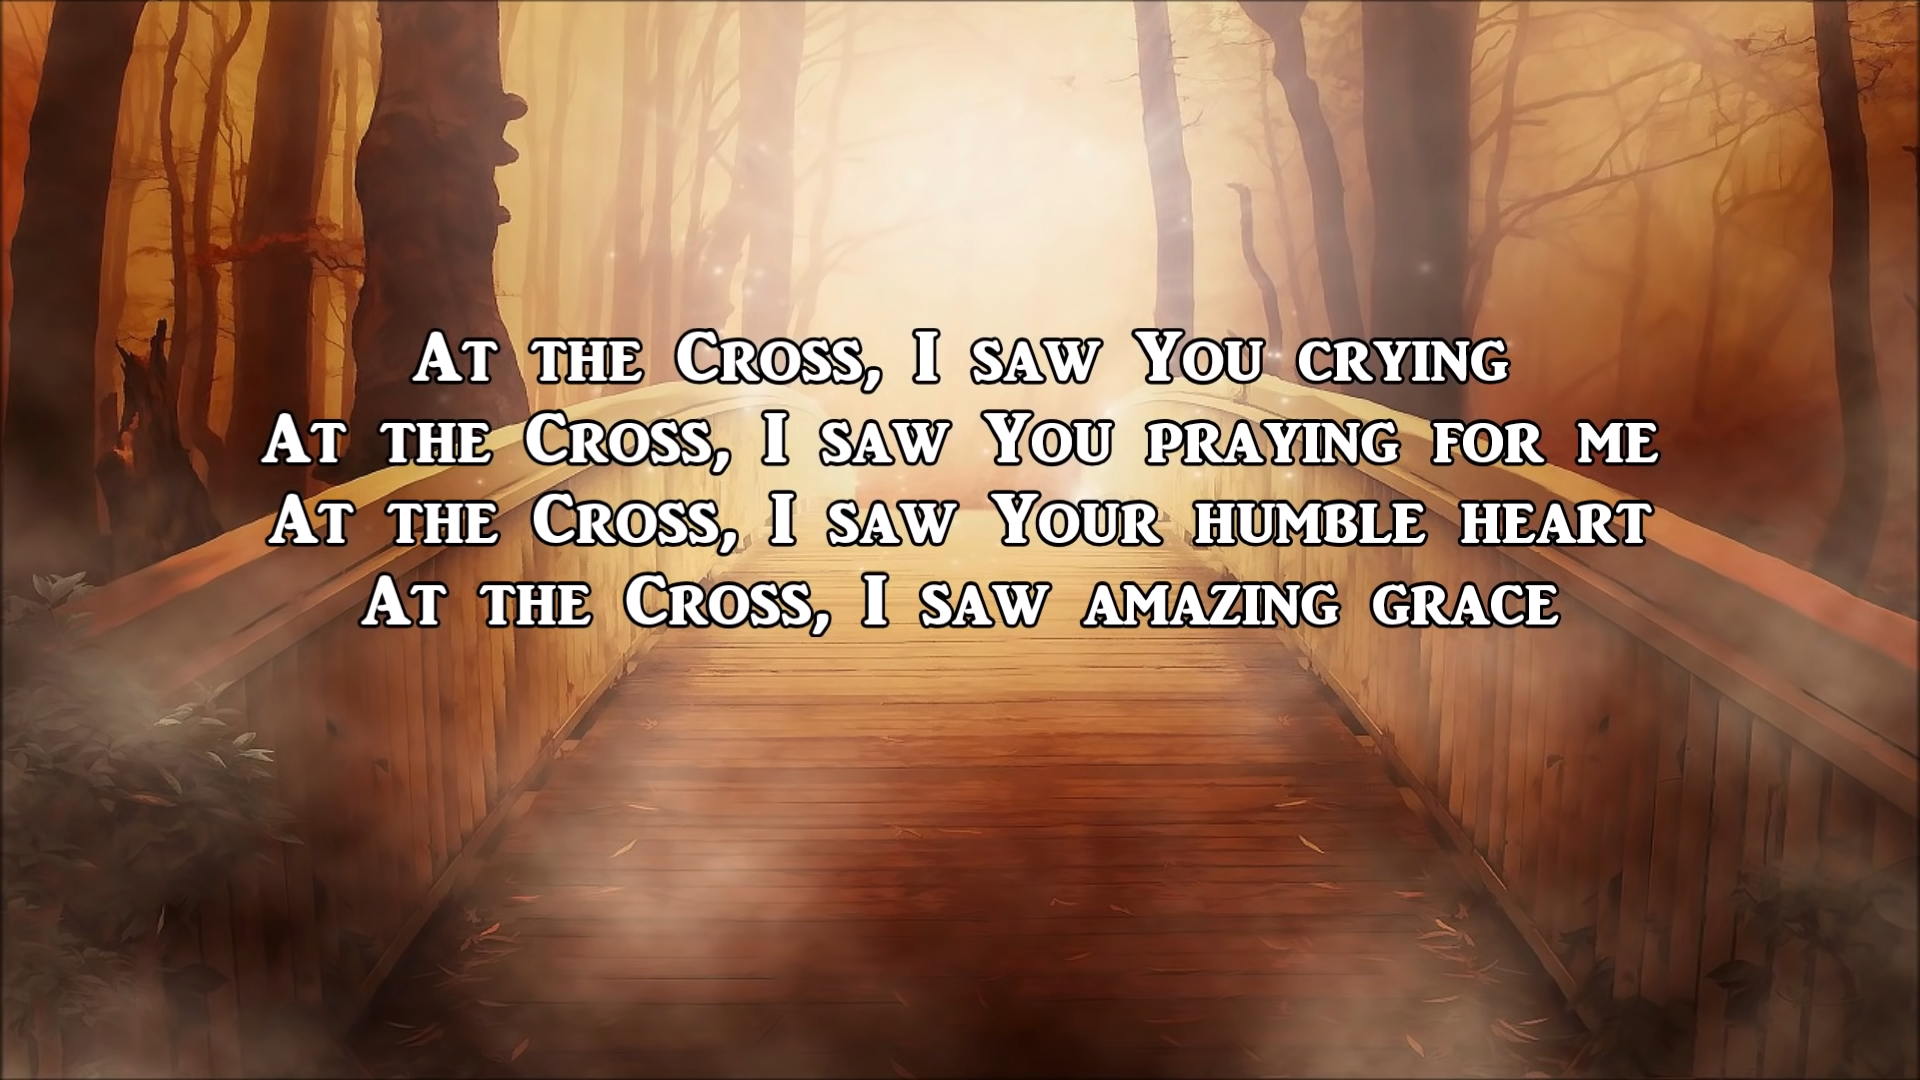 At the Cross, I saw You crying
At the Cross, I saw You praying for me
At the Cross, I saw Your humble heart
At the Cross, I saw amazing grace